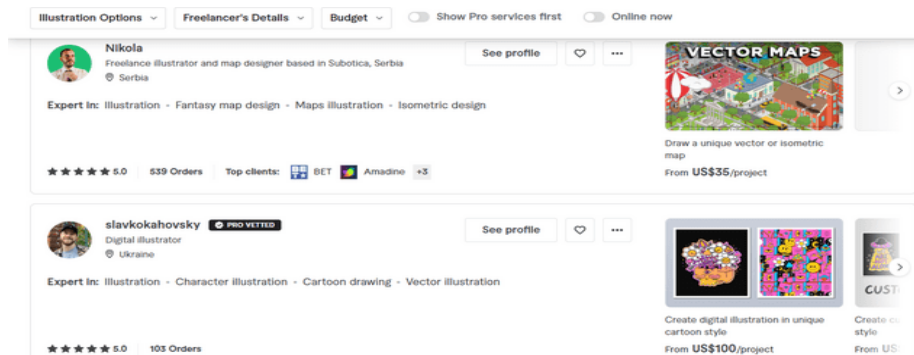 Illustration Options
Freelancer's Details
Budget
Show Pro services first
Online now
Nikola
Freelance illustrator and map designer based in Subotica, Serbia
Serbia
See profile
Expert in: Illustration - Fantasy map design - Maps illustration - Isometric design
★★★★★ 5.0
539 Orders
Top clients:
BET
Amadine
+3
VECTOR MAPS
Draw a unique vector or isometric
map
From US$35/project
slavkokahovsky
PRO VETTED
Digital illustrator
Ukraine
See profile
Expert in: Illustration - Character illustration - Cartoon drawing - Vector illustration
★★★★★ 5.0
103 Orders
Create digital illustration in unique
cartoon style
From US$100/project
CUST
Create
style
From US